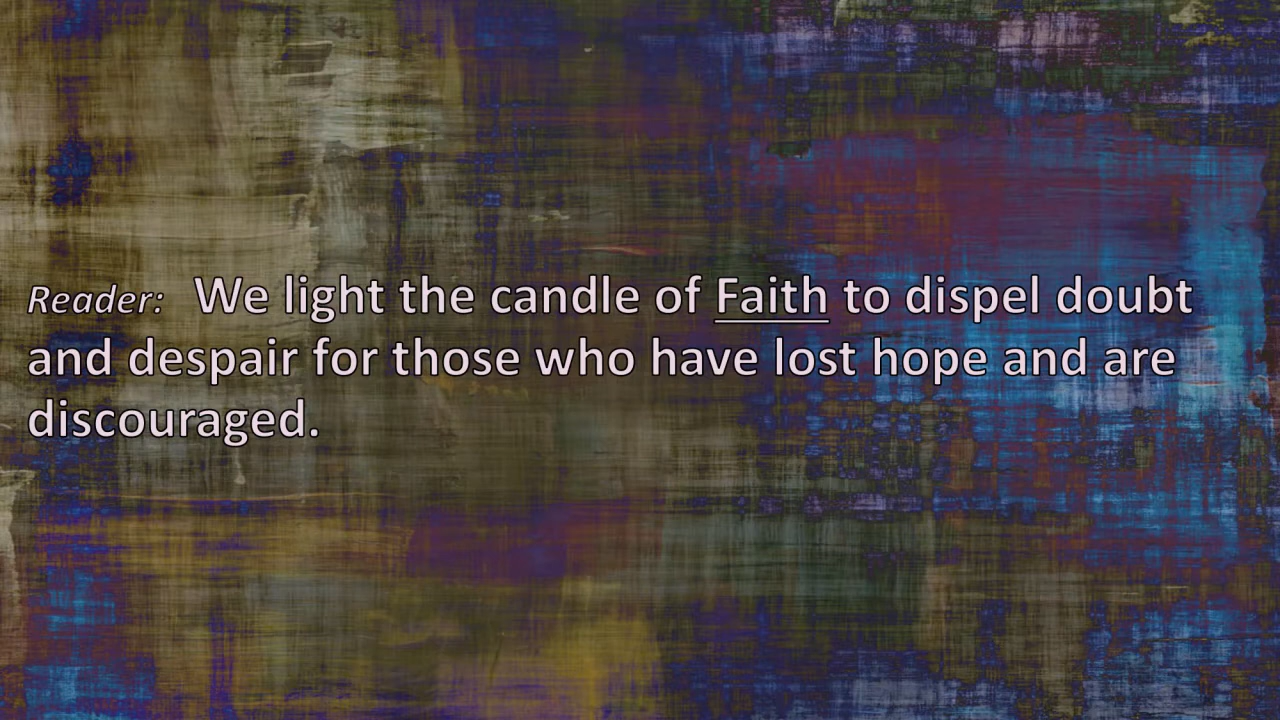 Reader: We light the candle of Faith to dispel doubt
and despair for those who have lost hope and are
discouraged.